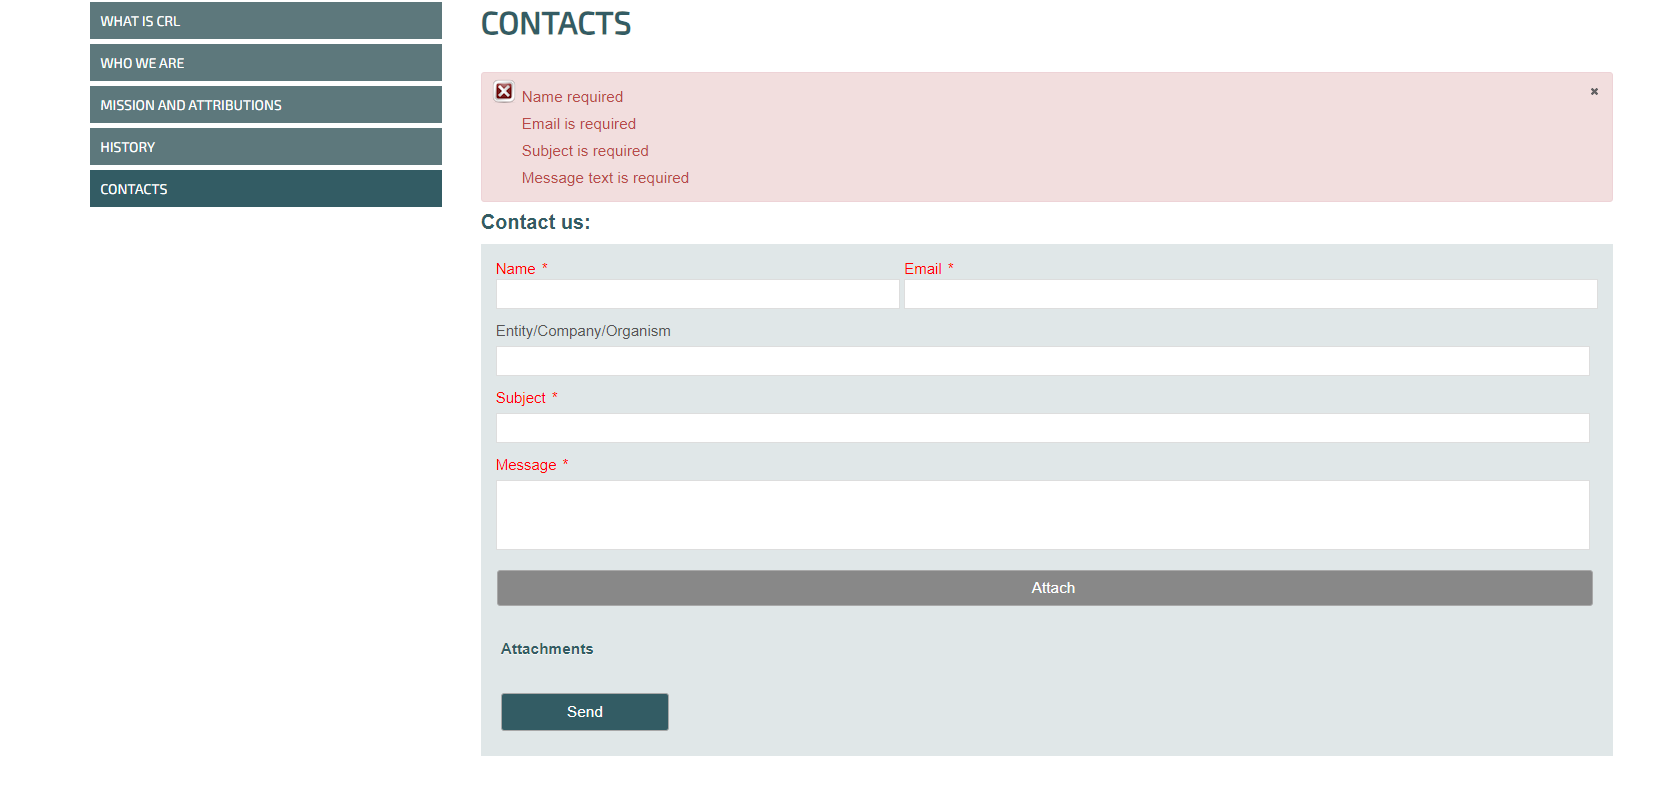 WHAT IS CRL
WHO WE ARE
MISSION AND ATTRIBUTIONS
HISTORY
CONTACTS
CONTACTS
Name required
Email is required
Subject is required
Message text is required
Contact us:
Name *
Email *
Entity/Company/Organism
Subject *
Message *
Attach
Attachments
Send